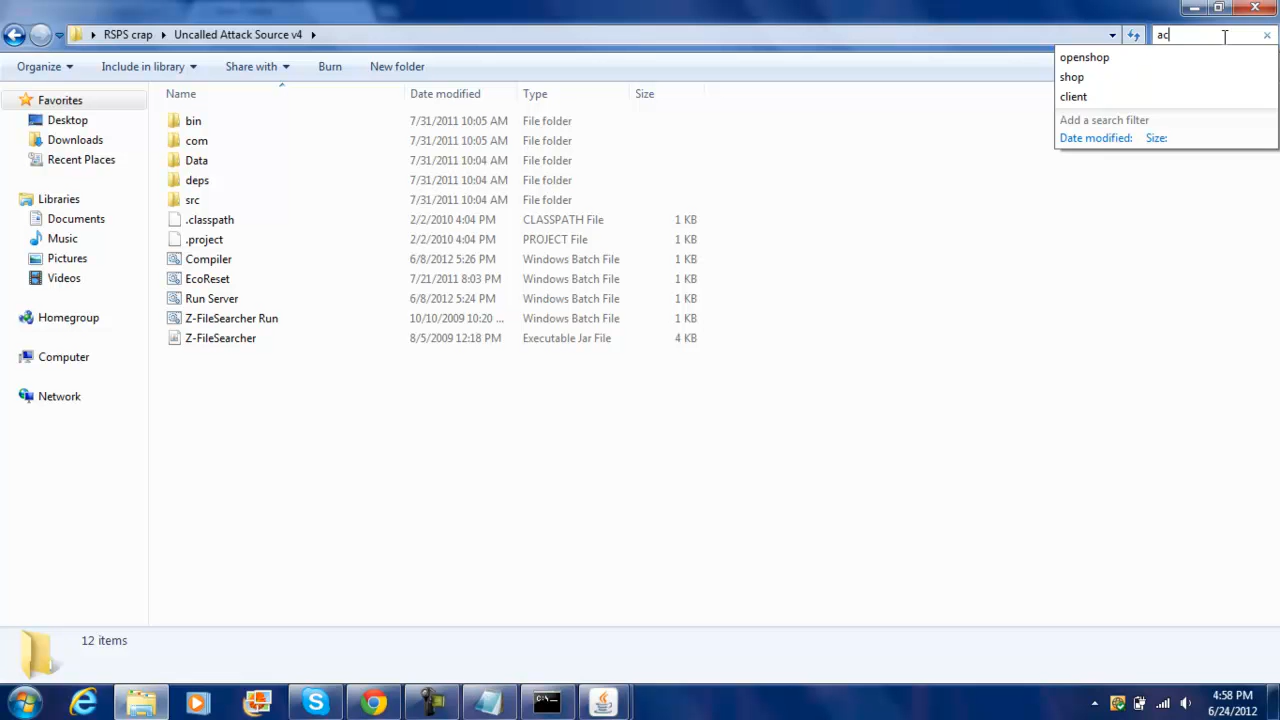 RSPS crap Uncalled Attack Source v4 ac
Organize Include in library Share with Burn New folder
openshop
shop
client
Add a search filter
Date modified: Size:
Favorites
Desktop
Downloads
Recent Places
Libraries
Documents
Music
Pictures
Videos
Homegroup
Computer
Network
Name Date modified Type Size
bin 7/31/2011 10:05 AM File folder
com 7/31/2011 10:05 AM File folder
Data 7/31/2011 10:04 AM File folder
deps 7/31/2011 10:04 AM File folder
src 7/31/2011 10:04 AM File folder
.classpath 2/2/2010 4:04 PM CLASSPATH File 1 KB
.project 2/2/2010 4:04 PM PROJECT File 1 KB
Compiler 6/8/2012 5:26 PM Windows Batch File 1 KB
EcoReset 7/21/2011 8:03 PM Windows Batch File 1 KB
Run Server 6/8/2012 5:24 PM Windows Batch File 1 KB
Z-FileSearcher Run 10/10/2009 10:20 ... Windows Batch File 1 KB
Z-FileSearcher 8/5/2009 12:18 PM Executable Jar File 4 KB
12 items
C:\.
4:58 PM
6/24/2012